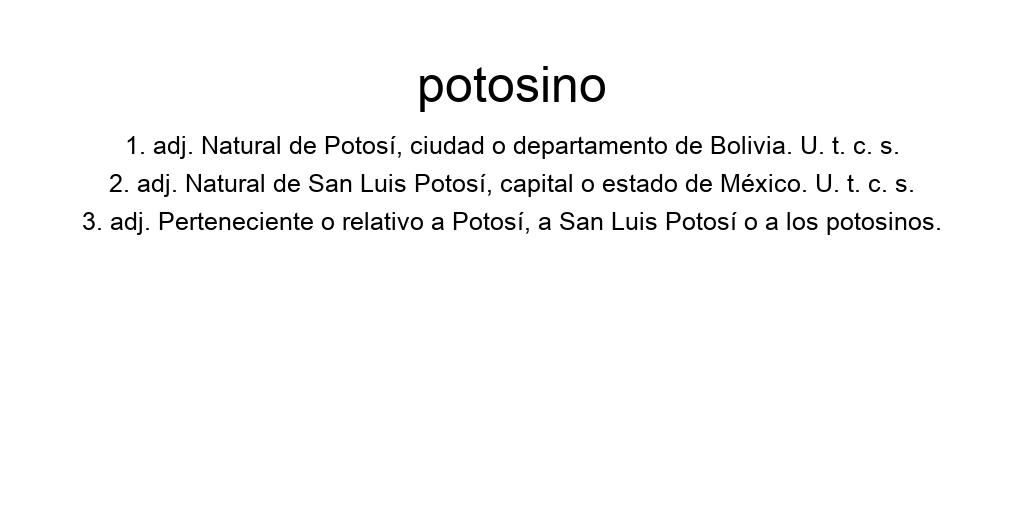 potosino
1. adj. Natural de Potosí, ciudad o departamento de Bolivia. U. t. c. s.
2. adj. Natural de San Luis Potosí, capital o estado de México. U. t. c. s.
3. adj. Perteneciente o relativo a Potosí, a San Luis Potosí o a los potosinos.